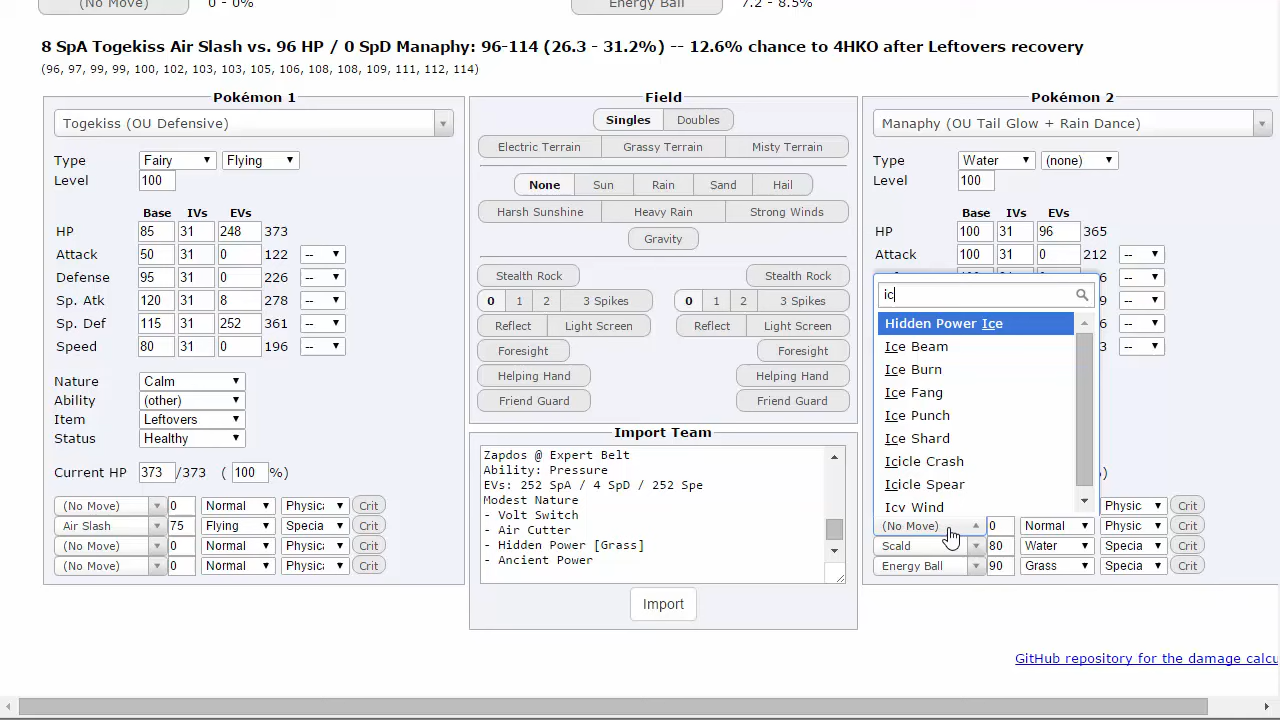 (No Move) 0 - 0% Energy Ball 7.2 - 8.5%
8 SpA Togekiss Air Slash vs. 96 HP / 0 SpD Manaphy: 96-114 (26.3 - 31.2%) -- 12.6% chance to 4HKO after Leftovers recovery
(96, 97, 99, 99, 100, 102, 103, 103, 105, 106, 108, 108, 109, 111, 112, 114)
Pokémon 1
Togekiss (OU Defensive)
Type Fairy Flying
Level 100
Base IVs EVs
HP 85 31 248 373
Attack 50 31 0 122 --
Defense 95 31 0 226 --
Sp. Atk 120 31 8 278 --
Sp. Def 115 31 252 361 --
Speed 80 31 0 196 --
Nature Calm
Ability (other)
Item Leftovers
Status Healthy
Current HP 373 /373 ( 100 %)
(No Move) 0 Normal Physica Crit
Air Slash 75 Flying Specia Crit
(No Move) 0 Normal Physica Crit
(No Move) 0 Normal Physica Crit
Field
Singles Doubles
Electric Terrain Grassy Terrain Misty Terrain
None Sun Rain Sand Hail
Harsh Sunshine Heavy Rain Strong Winds
Gravity
Stealth Rock Stealth Rock
0 1 2 3 Spikes 0 1 2 3 Spikes
Reflect Light Screen Reflect Light Screen
Foresight Foresight
Helping Hand Helping Hand
Friend Guard Friend Guard
Import Team
Zapdos @ Expert Belt
Ability: Pressure
EVs: 252 SpA / 4 SpD / 252 Spe
Modest Nature
- Volt Switch
- Air Cutter
- Hidden Power [Grass]
- Ancient Power
Import
Pokémon 2
Manaphy (OU Tail Glow + Rain Dance)
Type Water (none)
Level 100
Base IVs EVs
HP 100 31 96 365
Attack 100 31 0 212 --
ic
Hidden Power Ice
Ice Beam
Ice Burn
Ice Fang
Ice Punch
Ice Shard
Icicle Crash
Icicle Spear
Icy Wind
Physic Crit
(No Move) 0 Normal Physic Crit
Scald 80 Water Specia Crit
Energy Ball 90 Grass Specia Crit
GitHub repository for the damage calcu